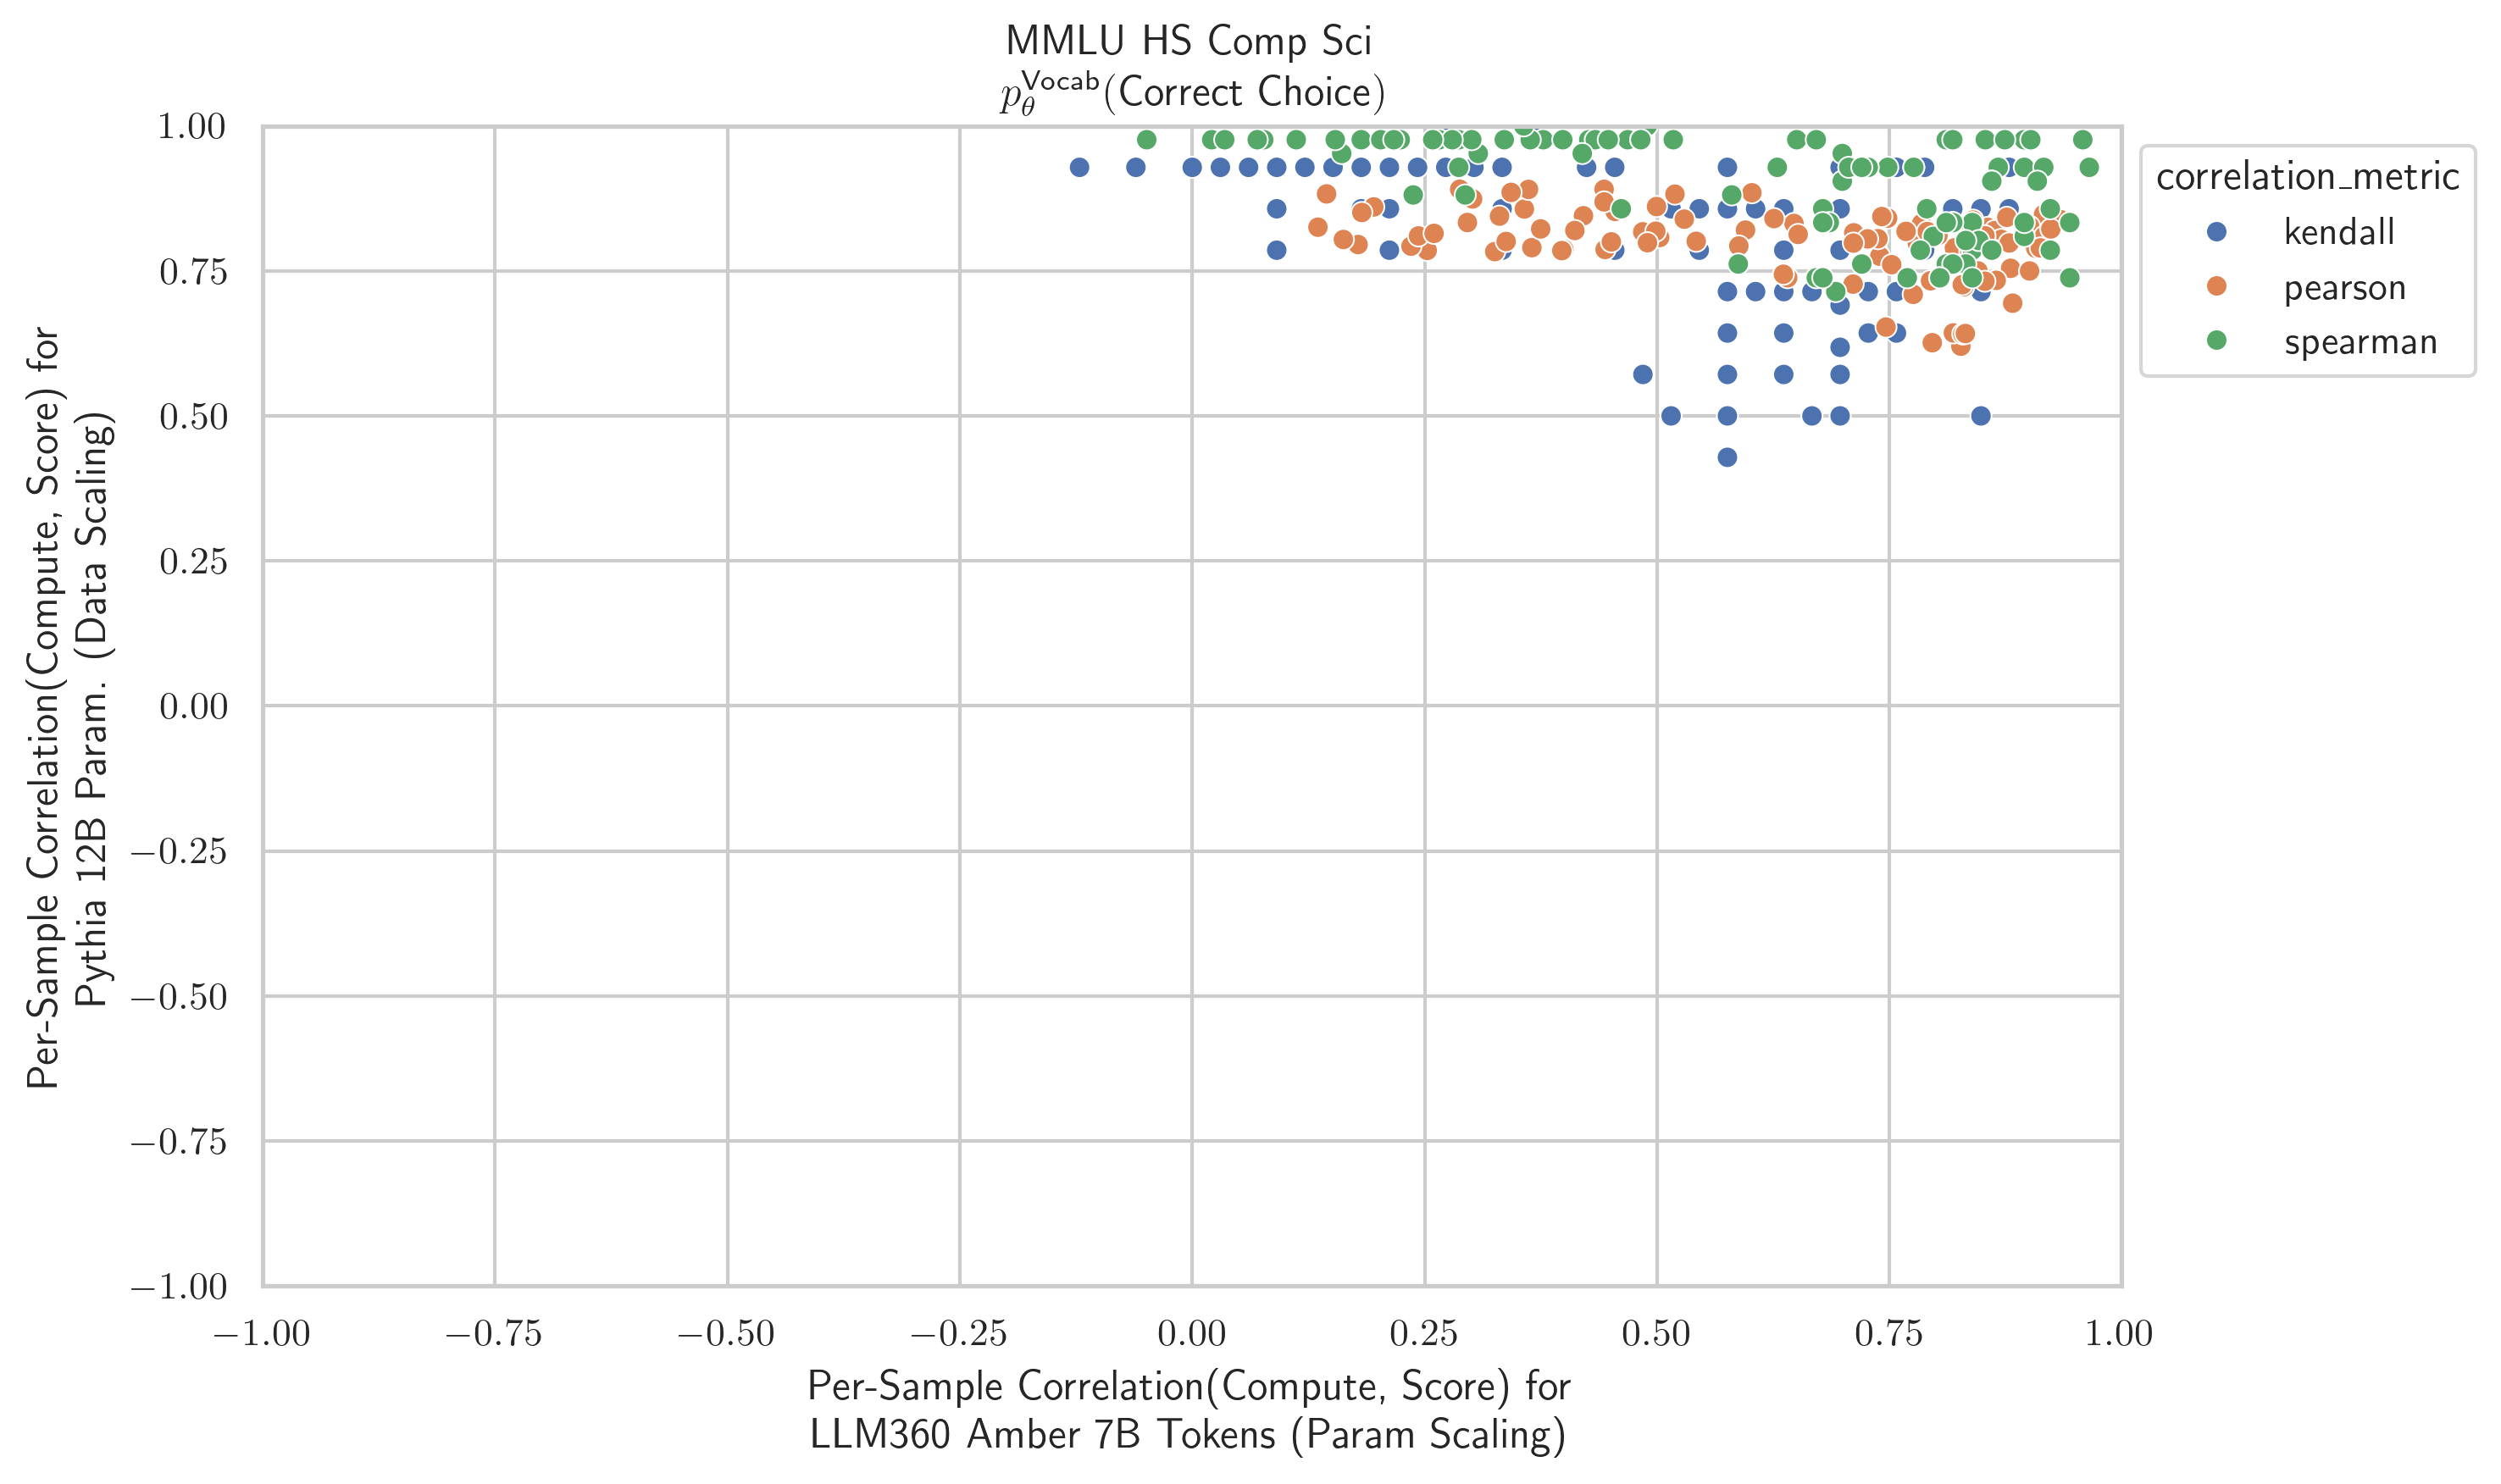 MMLU HS Comp Sci
p_θ^Vocab(Correct Choice)
1.00
0.75
0.50
0.25
0.00
−0.25
−0.50
−0.75
−1.00
Per-Sample Correlation(Compute, Score) for
Pythia 12B Param. (Data Scaling)
correlation_metric
kendall
pearson
spearman
−1.00 −0.75 −0.50 −0.25 0.00 0.25 0.50 0.75 1.00
Per-Sample Correlation(Compute, Score) for
LLM360 Amber 7B Tokens (Param Scaling)